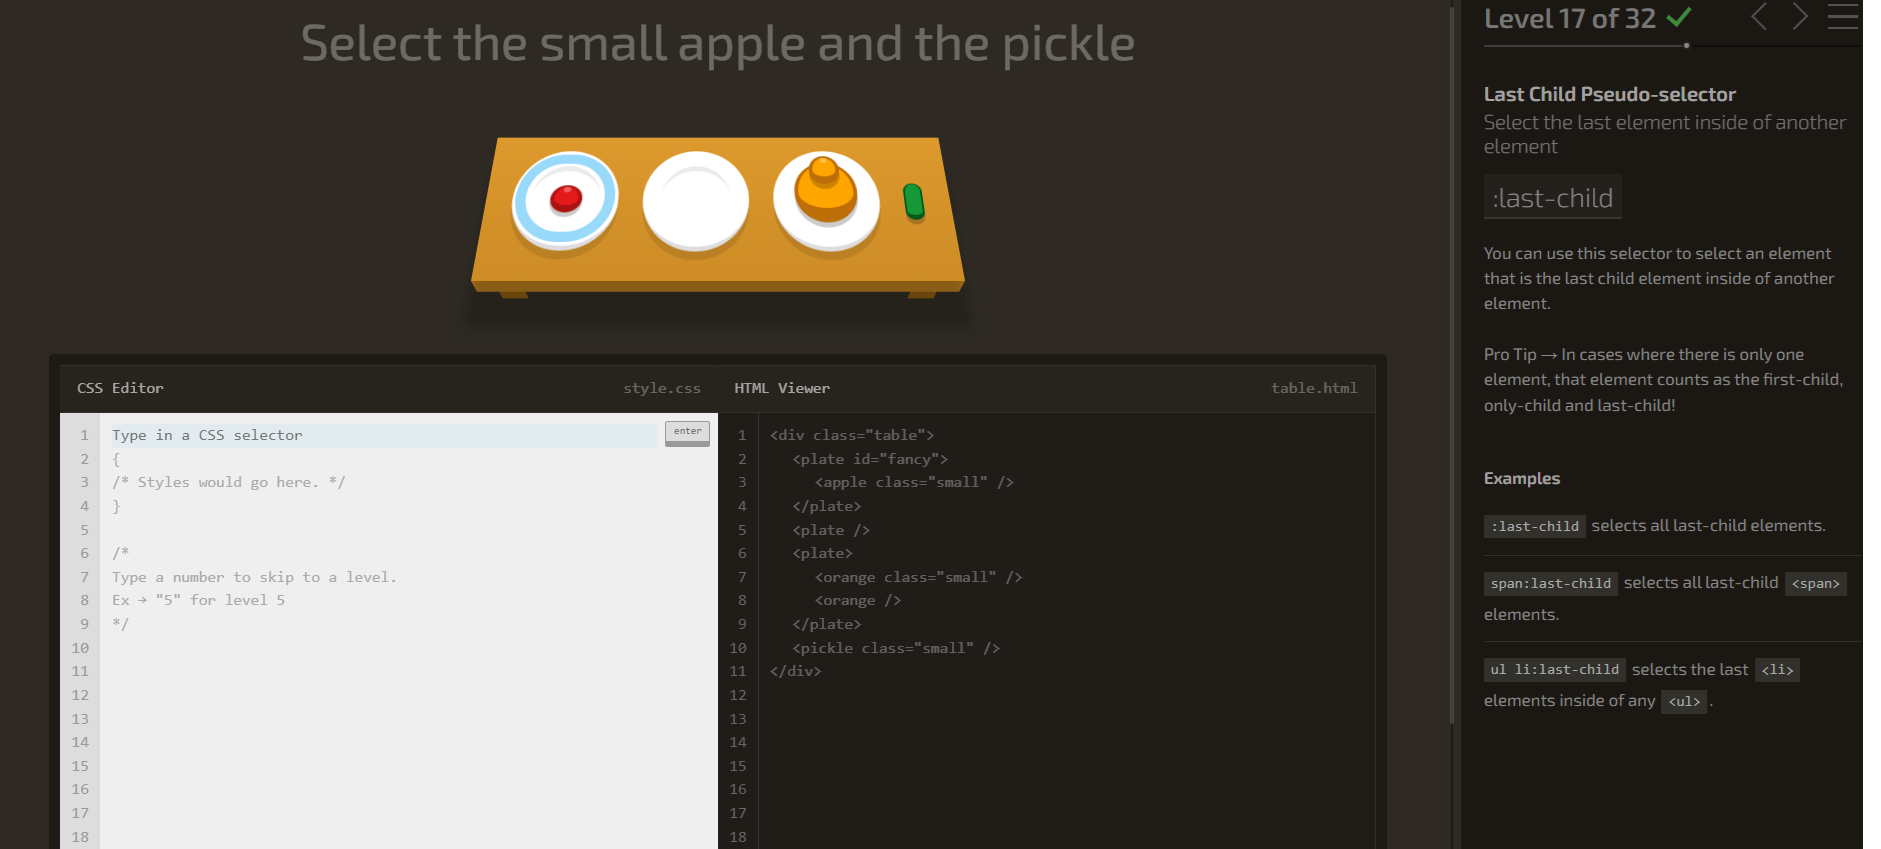 Select the small apple and the pickle
CSS Editor
style.css
1 Type in a CSS selector
enter
2 {
3 /* Styles would go here. */
4 }
5
6 /*
7 Type a number to skip to a level.
8 Ex → "5" for level 5
9 */
10
11
12
13
14
15
16
17
18
HTML Viewer
table.html
1 <div class="table">
2 <plate id="fancy">
3 <apple class="small" />
4 </plate>
5 <plate />
6 <plate>
7 <orange class="small" />
8 <orange />
9 </plate>
10 <pickle class="small" />
11 </div>
12
13
14
15
16
17
18
Level 17 of 32
Last Child Pseudo-selector
Select the last element inside of another
element
:last-child
You can use this selector to select an element
that is the last child element inside of another
element.
Pro Tip → In cases where there is only one
element, that element counts as the first-child,
only-child and last-child!
Examples
:last-child selects all last-child elements.
span:last-child selects all last-child <span>
elements.
ul li:last-child selects the last <li>
elements inside of any <ul> .